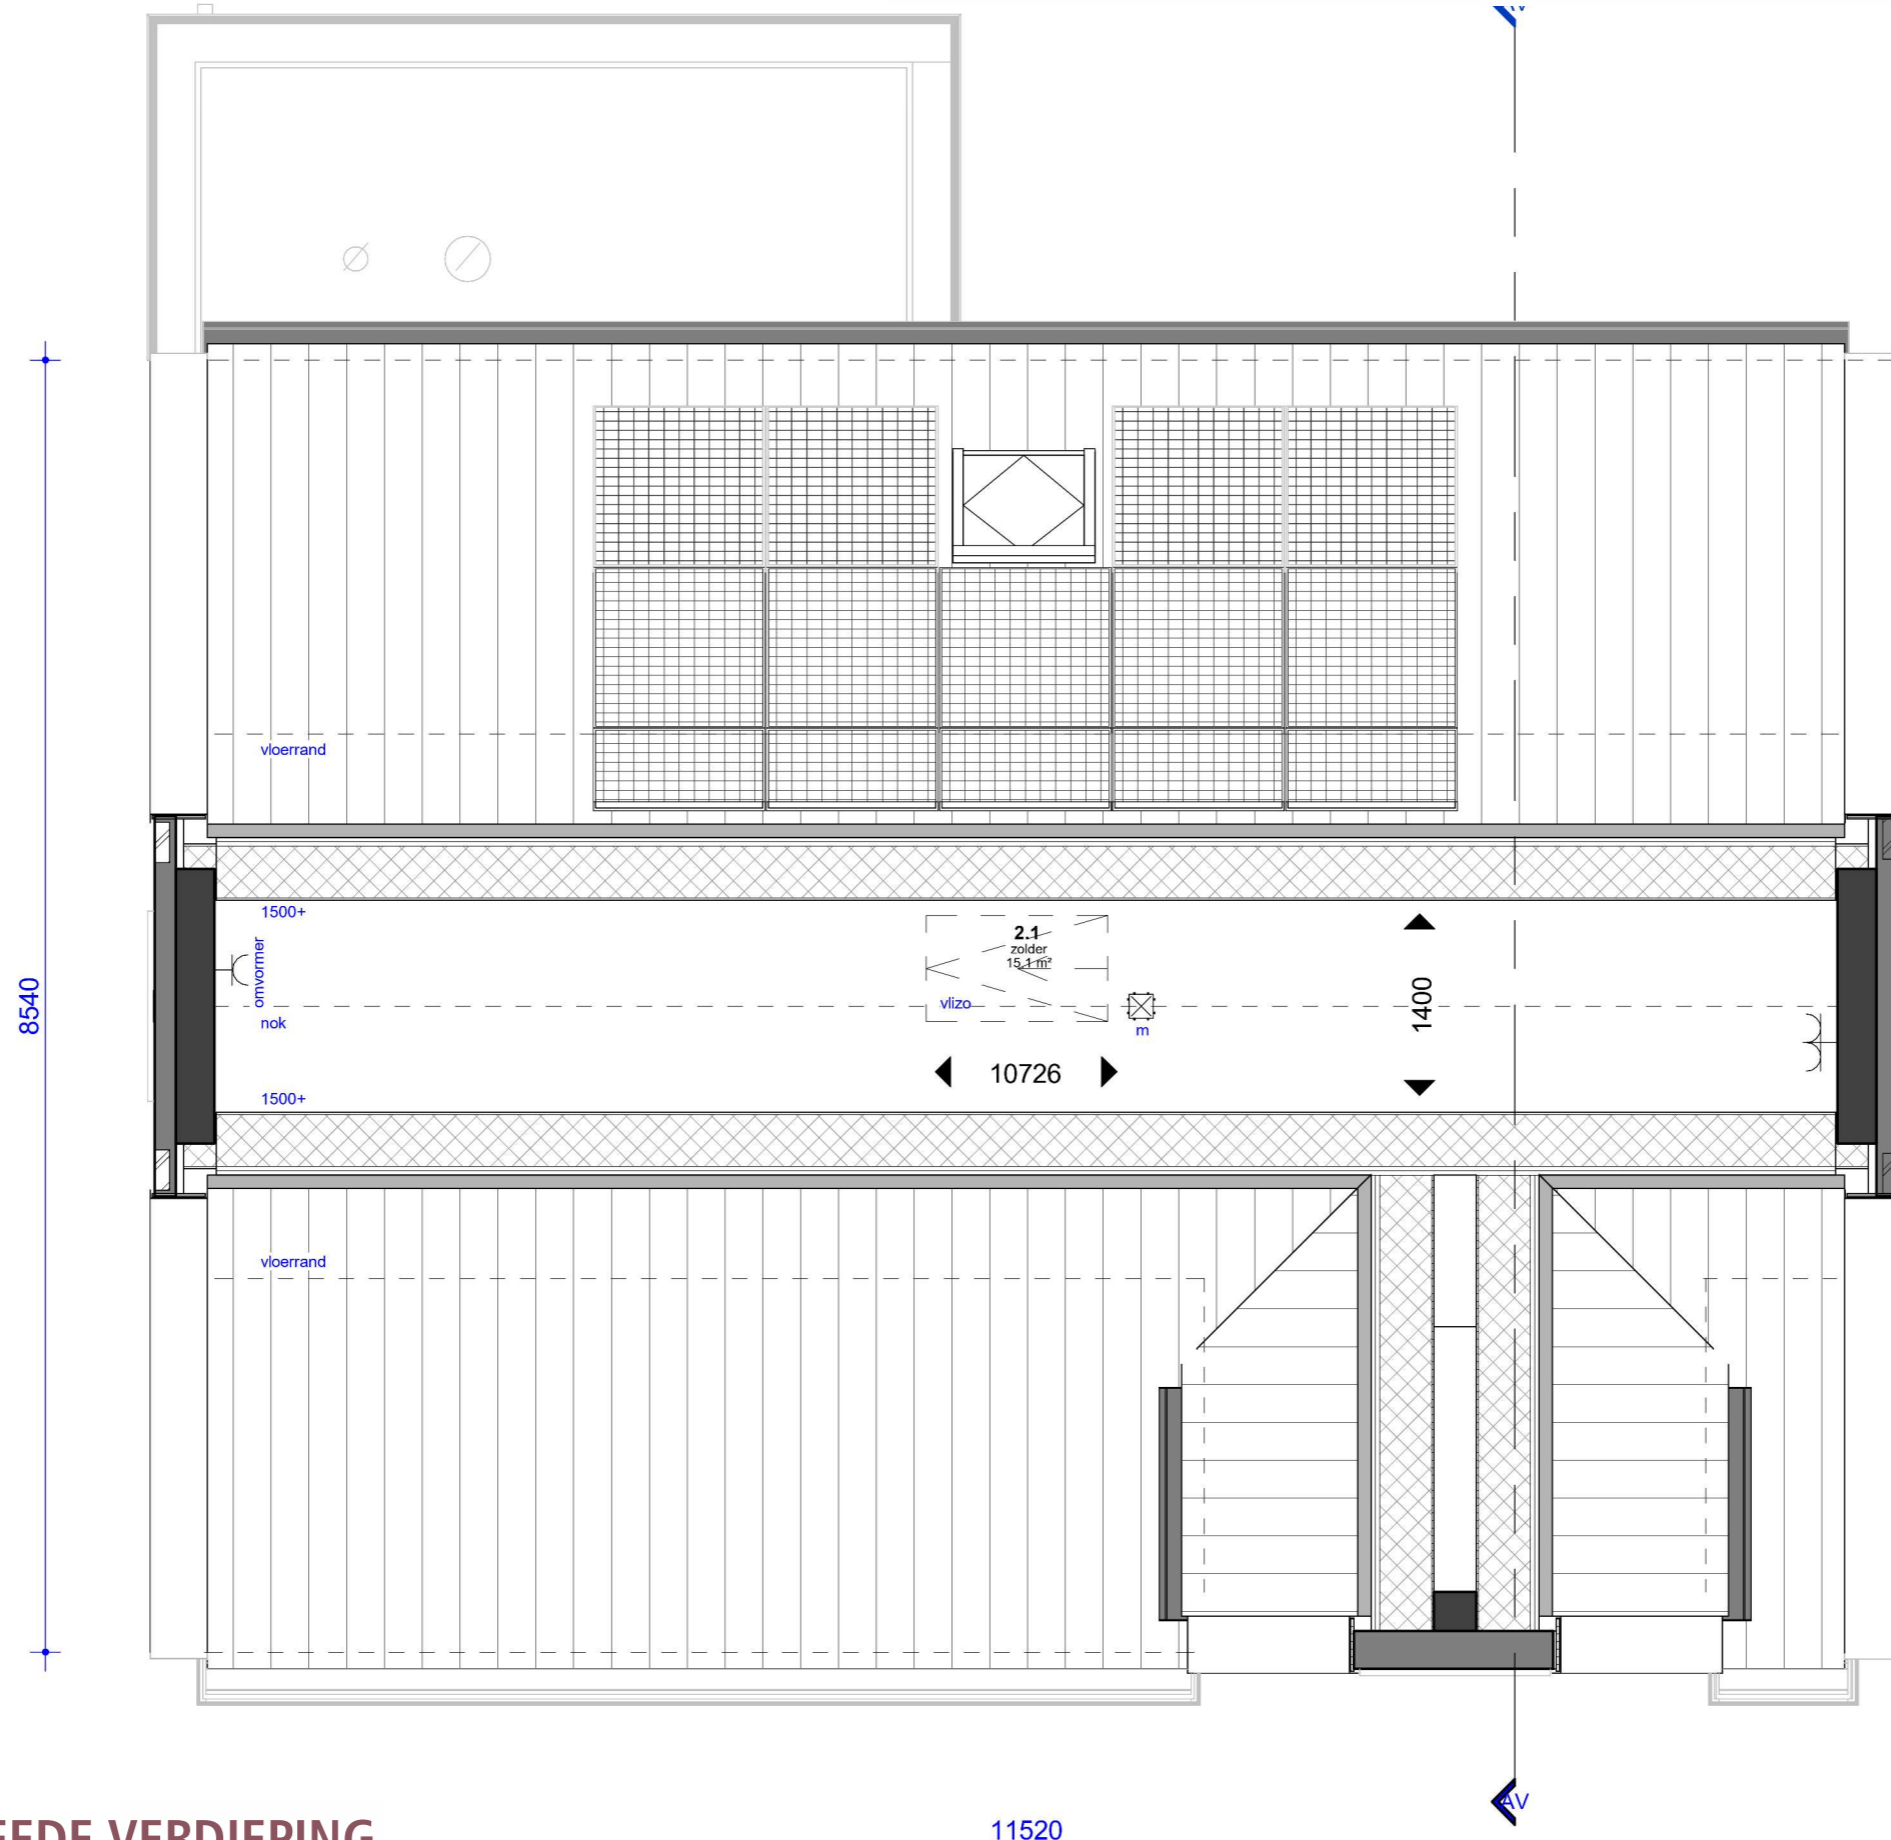 vloerrand
1500+
omvormer
2.1
zolder
15.1 m²
vlizo
nok
m
1400
8540
10726
1500+
vloerrand
AV
VERDIEPING
11520